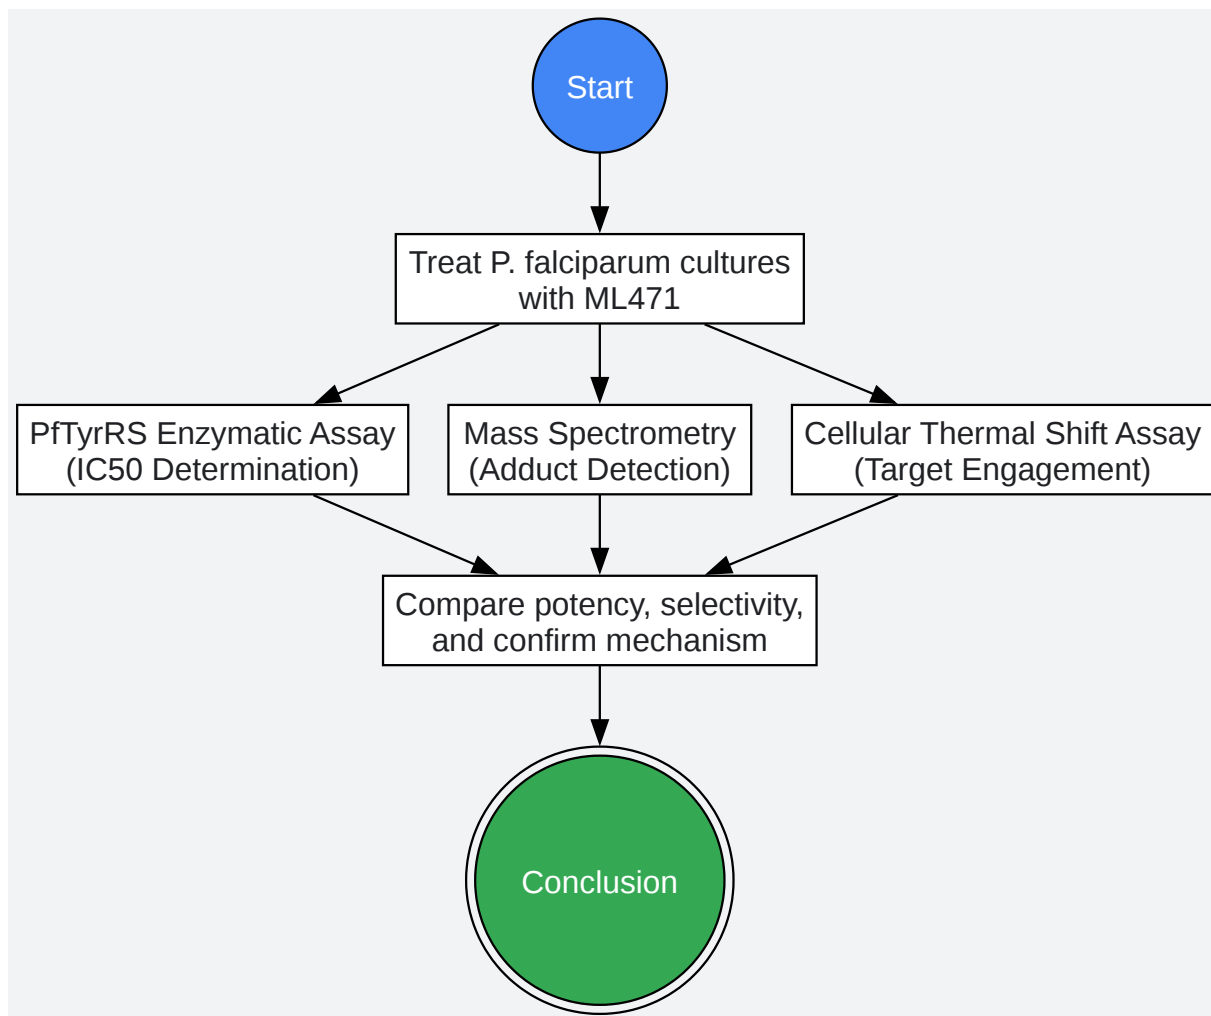 Start
Treat P. falciparum cultures
with ML471
PfTyrRS Enzymatic Assay
(IC50 Determination)
Mass Spectrometry
(Adduct Detection)
Cellular Thermal Shift Assay
(Target Engagement)
Compare potency, selectivity,
and confirm mechanism
Conclusion